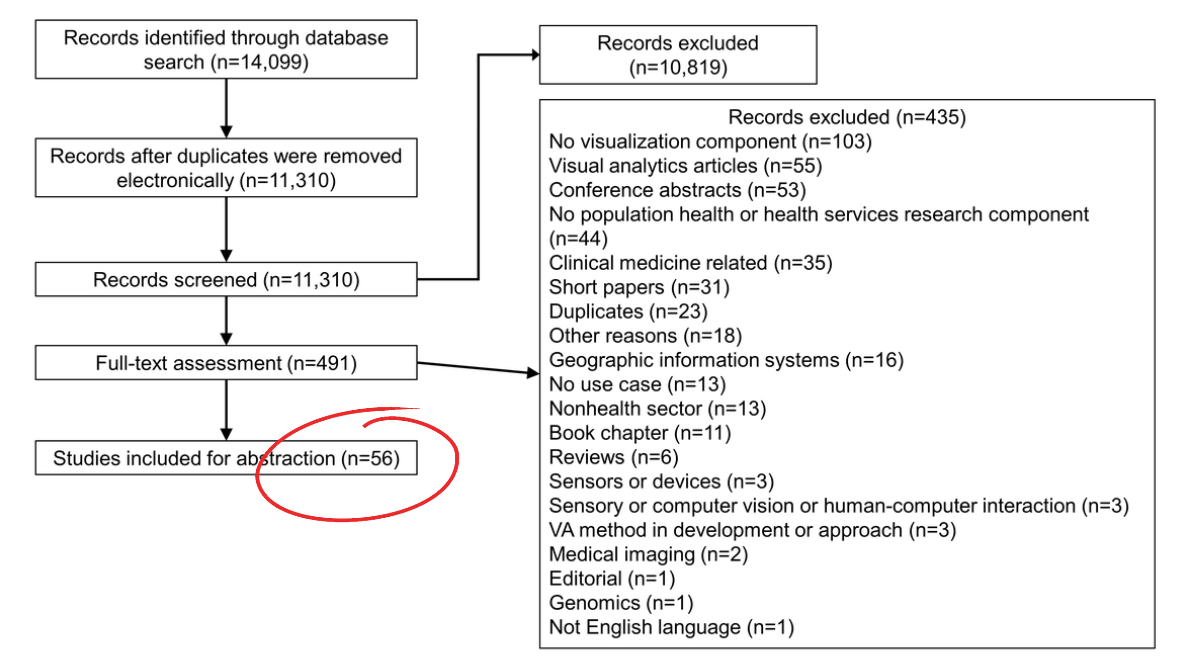 Records identified through database
search (n=14,099)
Records excluded
(n=10,819)
Records after duplicates were removed
electronically (n=11,310)
Records screened (n=11,310)
Full-text assessment (n=491)
Studies included for abstraction (n=56)
Records excluded (n=435)
No visualization component (n=103)
Visual analytics articles (n=55)
Conference abstracts (n=53)
No population health or health services research component
(n=44)
Clinical medicine related (n=35)
Short papers (n=31)
Duplicates (n=23)
Other reasons (n=18)
Geographic information systems (n=16)
No use case (n=13)
Nonhealth sector (n=13)
Book chapter (n=11)
Reviews (n=6)
Sensors or devices (n=3)
Sensory or computer vision or human-computer interaction (n=3)
VA method in development or approach (n=3)
Medical imaging (n=2)
Editorial (n=1)
Genomics (n=1)
Not English language (n=1)